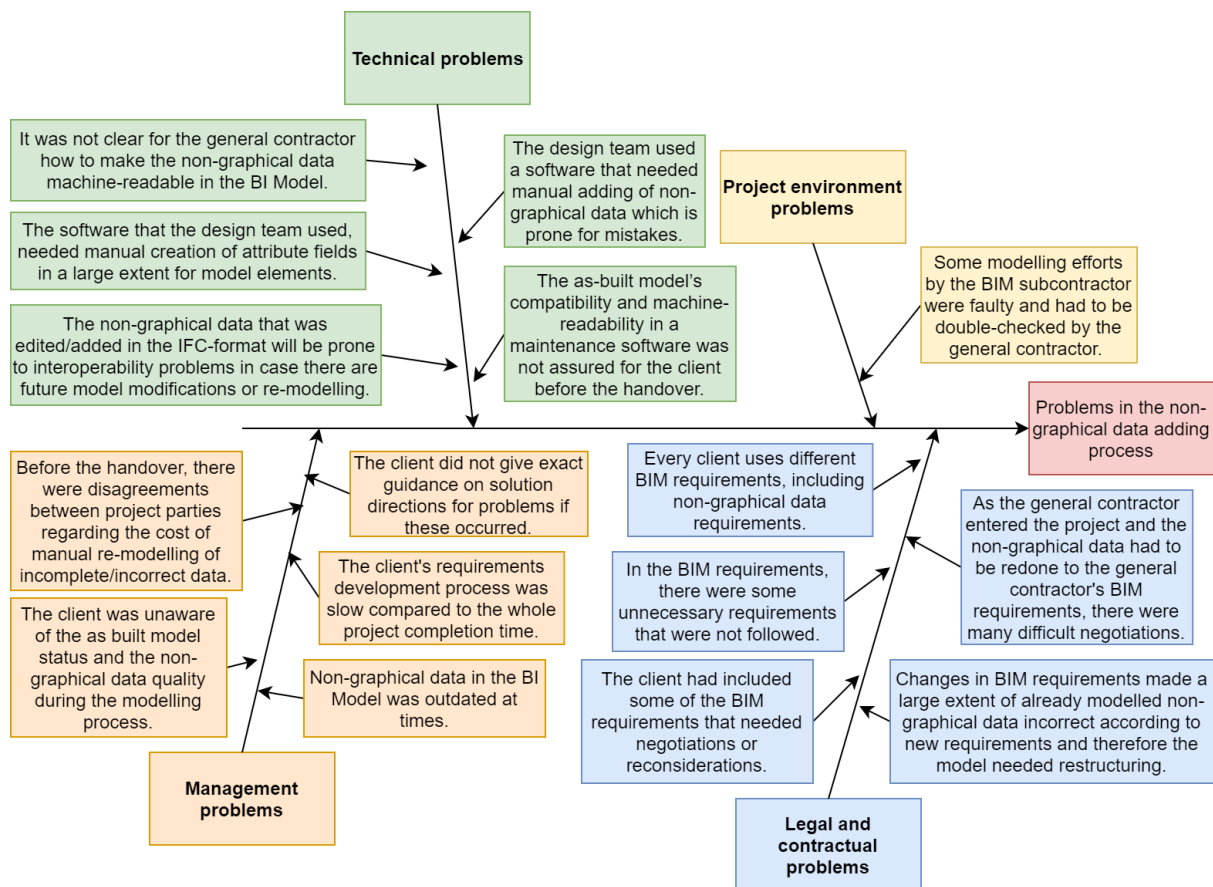 Technical problems
It was not clear for the general contractor
how to make the non-graphical data
machine-readable in the BI Model.
The design team used
a software that needed
manual adding of non-
graphical data which is
prone for mistakes.
Project environment
problems
The software that the design team used,
needed manual creation of attribute fields
in a large extent for model elements.
Some modelling efforts
by the BIM subcontractor
were faulty and had to be
double-checked by the
general contractor.
The as-built model's
compatibility and machine-
readability in a
maintenance software was
not assured for the client
before the handover.
The non-graphical data that was
edited/added in the IFC-format will be prone
to interoperability problems in case there are
future model modifications or re-modelling.
Problems in the non-
graphical data adding
process
Before the handover, there
were disagreements
between project parties
regarding the cost of
manual re-modelling of
incomplete/incorrect data.
The client did not give exact
guidance on solution
directions for problems if
these occurred.
Every client uses different
BIM requirements, including
non-graphical data
requirements.
As the general contractor
entered the project and the
non-graphical data had to
be redone to the general
contractor's BIM
requirements, there were
many difficult negotiations.
The client's requirements
development process was
slow compared to the whole
project completion time.
In the BIM requirements,
there were some
unnecessary requirements
that were not followed.
The client was unaware
of the as built model
status and the non-
graphical data quality
during the modelling
process.
Non-graphical data in the BI
Model was outdated at
times.
The client had included
some of the BIM
requirements that needed
negotiations or
reconsiderations.
Changes in BIM requirements made a
large extent of already modelled non-
graphical data incorrect according to
new requirements and therefore the
model needed restructuring.
Management
problems
Legal and
contractual
problems